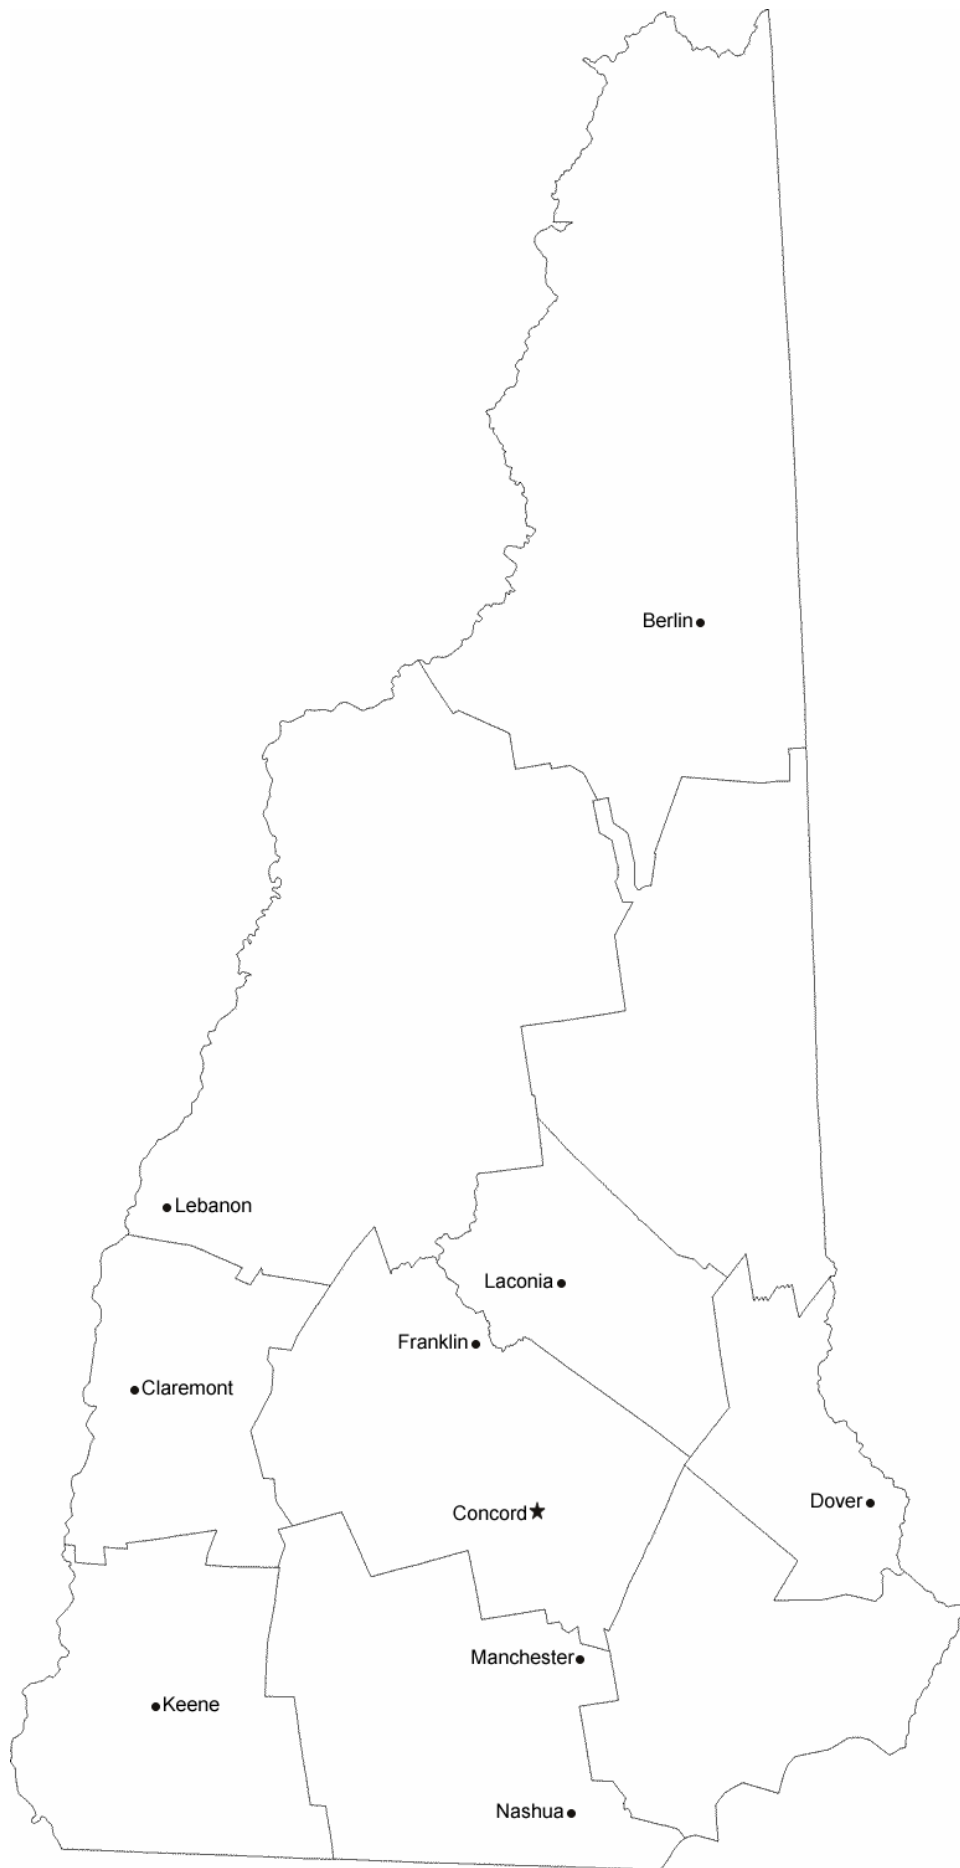 Berlin
Lebanon
Laconia
Franklin
Claremont
Dover
Concord
Manchester
Keene
Nashua